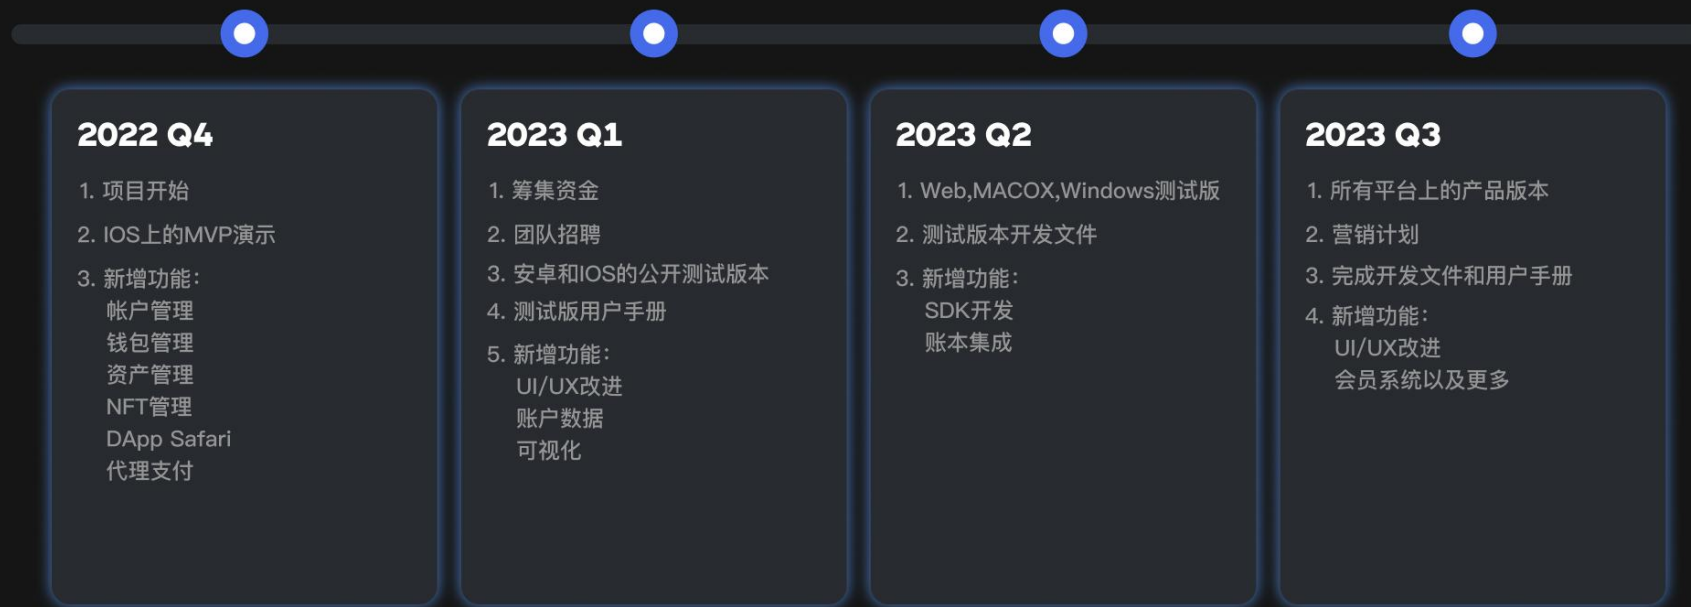 2022 Q4
1. 项目开始
2. IOS上的MVP演示
3. 新增功能：
帐户管理
钱包管理
资产管理
NFT管理
DApp Safari
代理支付
2023 Q1
1. 筹集资金
2. 团队招聘
3. 安卓和IOS的公开测试版本
4. 测试版用户手册
5. 新增功能：
UI/UX改进
账户数据
可视化
2023 Q2
1. Web,MACOX,Windows测试版
2. 测试版本开发文件
3. 新增功能：
SDK开发
账本集成
2023 Q3
1. 所有平台上的产品版本
2. 营销计划
3. 完成开发文件和用户手册
4. 新增功能：
UI/UX改进
会员系统以及更多